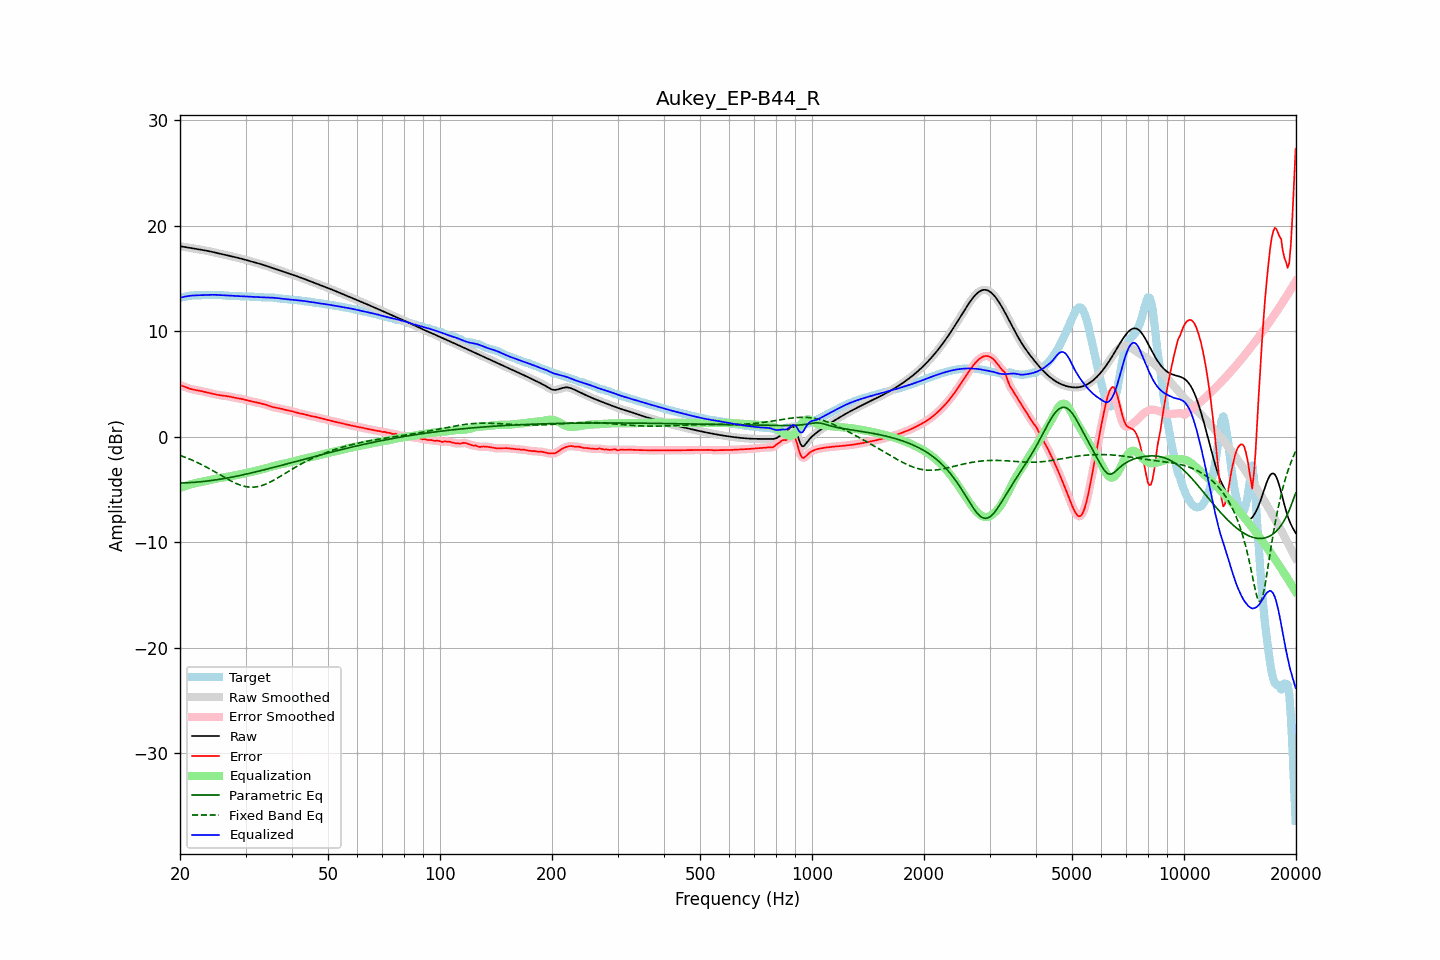 Aukey_EP-B44_R
30
20
10
0
−10
−20
−30
Amplitude (dBr)
Target
Raw Smoothed
Error Smoothed
Raw
Error
Equalization
Parametric Eq
Fixed Band Eq
Equalized
20 50 100 200 500 1000 2000 5000 10000 20000
Frequency (Hz)